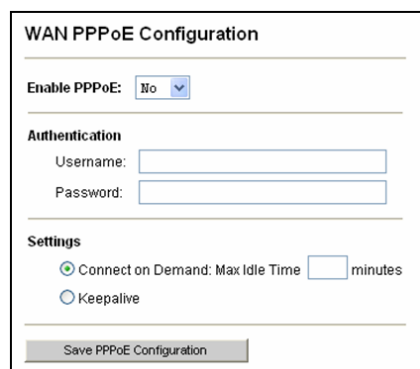 WAN PPPoE Configuration
Enable PPPoE: No
Authentication
Username:
Password:
Settings
Connect on Demand: Max Idle Time minutes
Keepalive
Save PPPoE Configuration